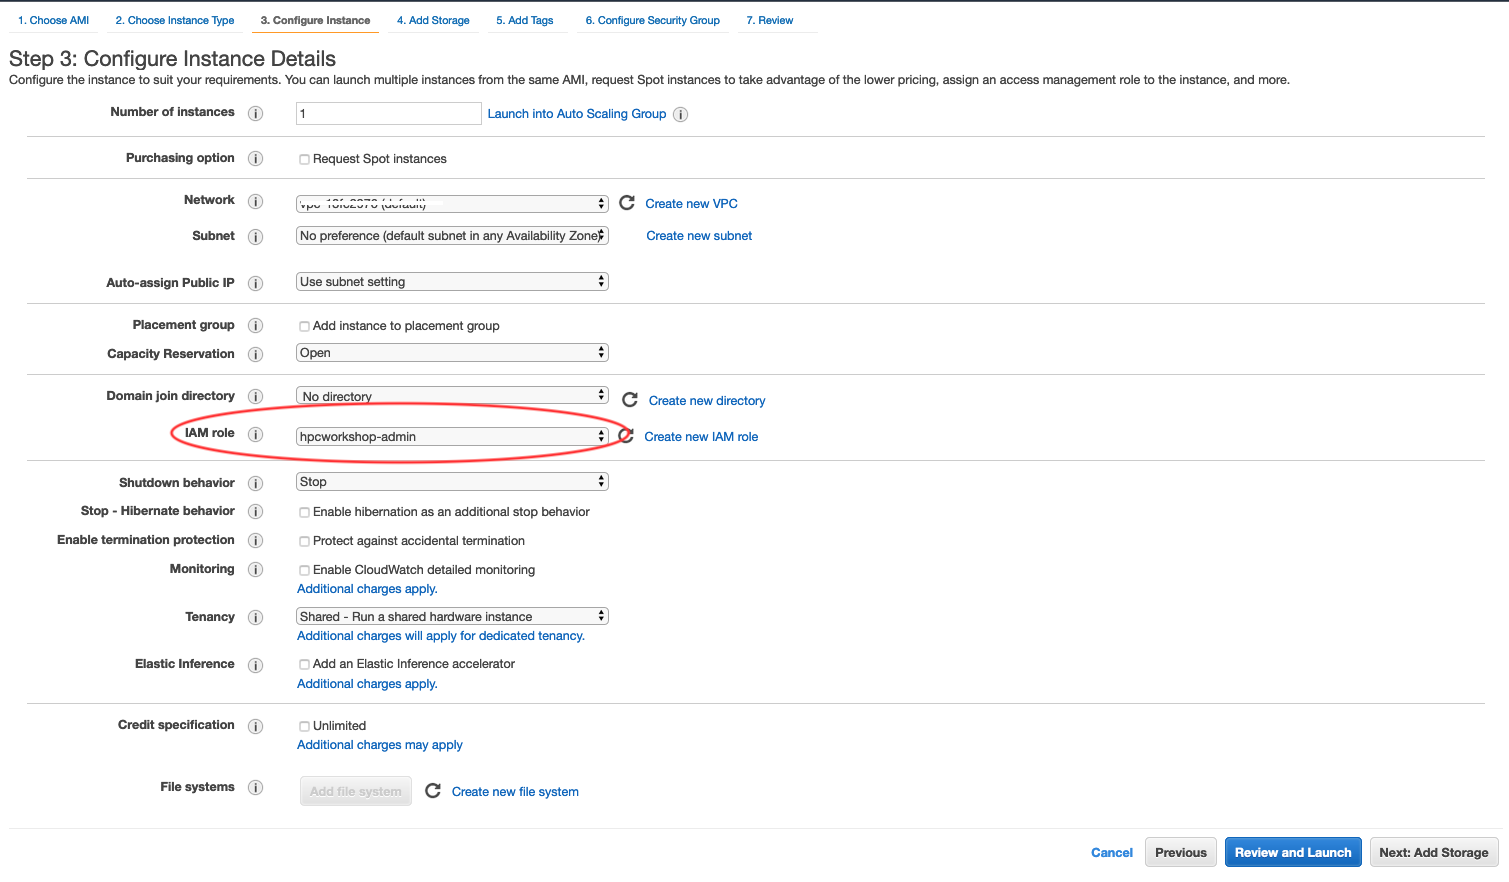 1. Choose AMI 2. Choose Instance Type 3. Configure Instance 4. Add Storage 5. Add Tags 6. Configure Security Group 7. Review
Step 3: Configure Instance Details
Configure the instance to suit your requirements. You can launch multiple instances from the same AMI, request Spot instances to take advantage of the lower pricing, assign an access management role to the instance, and more.
Number of instances i 1 Launch into Auto Scaling Group i
Purchasing option i Request Spot instances
Network i (default) Create new VPC
Subnet i No preference (default subnet in any Availability Zone) Create new subnet
Auto-assign Public IP i Use subnet setting
Placement group i Add instance to placement group
Capacity Reservation i Open
Domain join directory i No directory Create new directory
IAM role i hpcworkshop-admin Create new IAM role
Shutdown behavior i Stop
Stop - Hibernate behavior i Enable hibernation as an additional stop behavior
Enable termination protection i Protect against accidental termination
Monitoring i Enable CloudWatch detailed monitoring
Additional charges apply.
Tenancy i Shared - Run a shared hardware instance
Additional charges will apply for dedicated tenancy.
Elastic Inference i Add an Elastic Inference accelerator
Additional charges apply.
Credit specification i Unlimited
Additional charges may apply
File systems i Add file system Create new file system
Cancel Previous Review and Launch Next: Add Storage